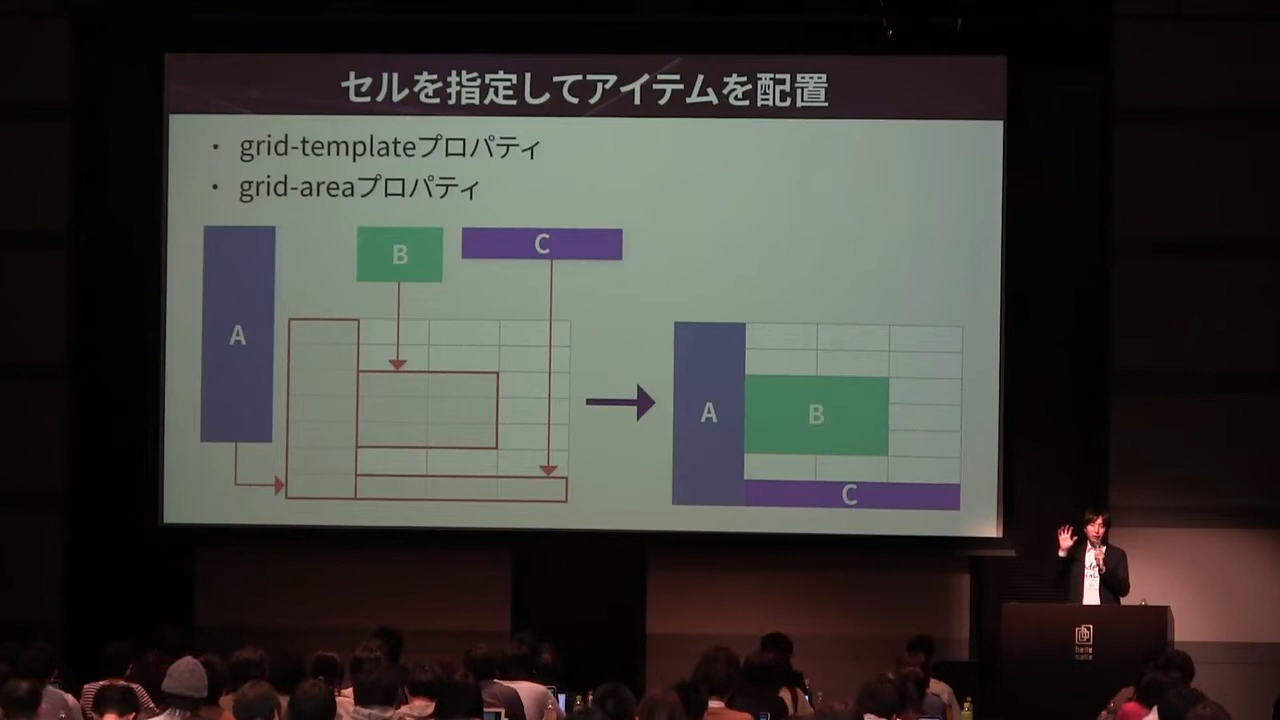 セルを指定してアイテムを配置
・ grid-templateプロパティ
・ grid-areaプロパティ
A
B
C
A
B
C
belle
salle